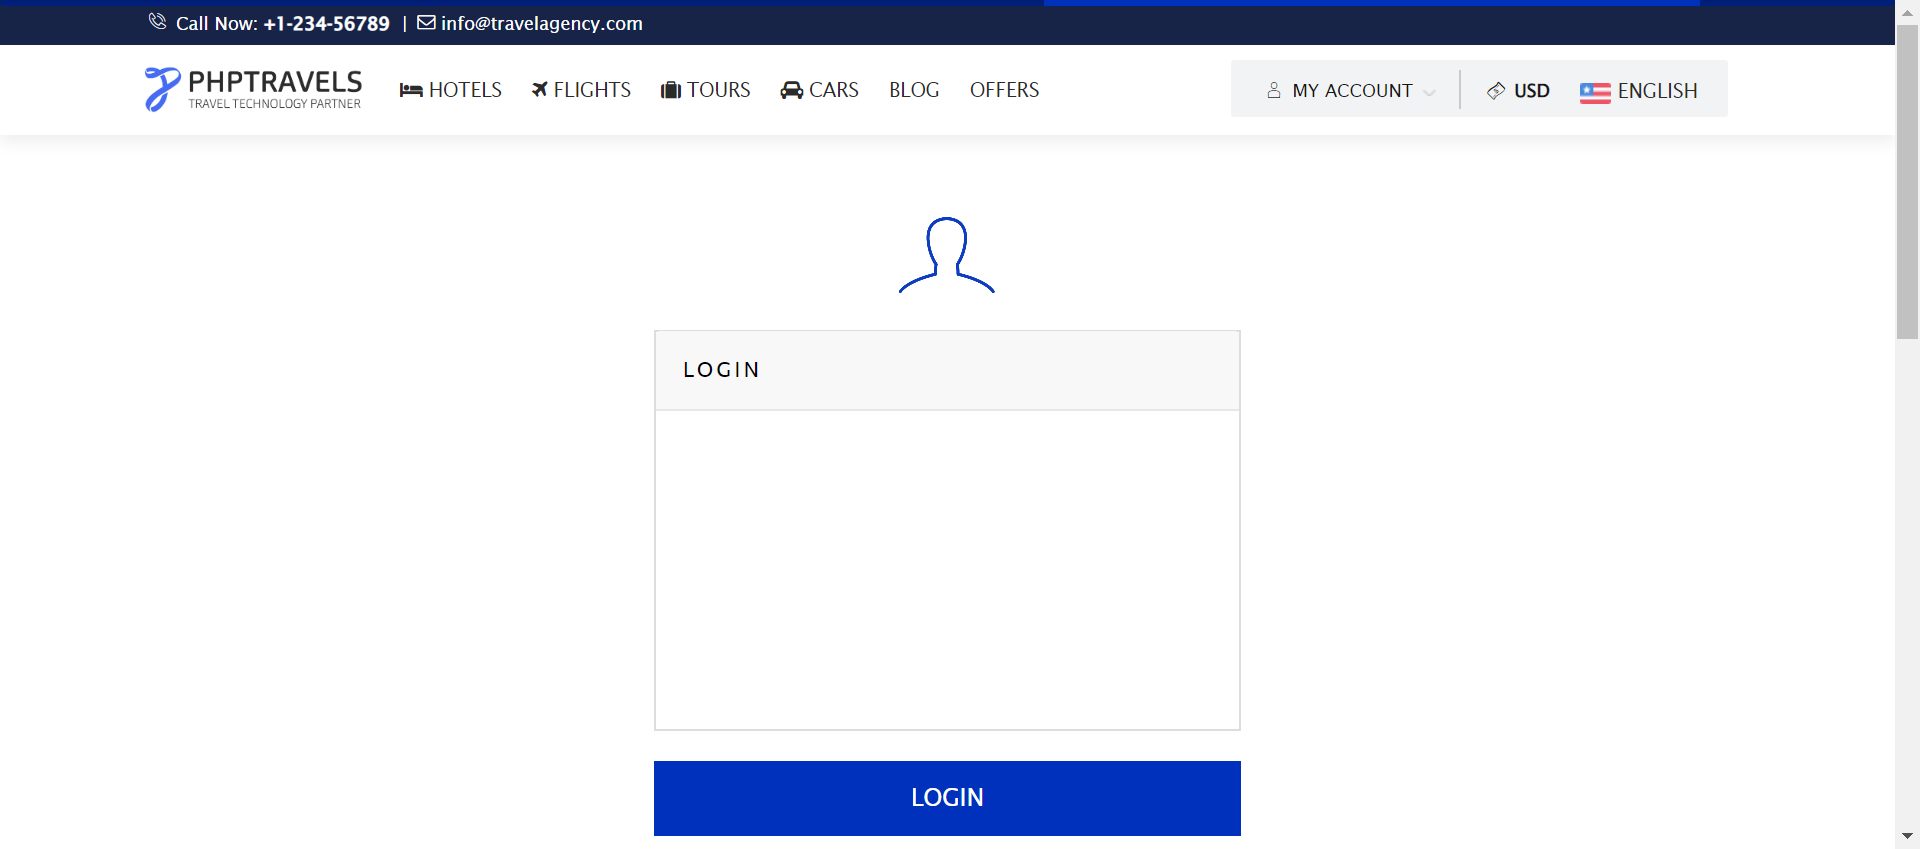 Call Now: +1-234-56789 | info@travelagency.com
PHPTRAVELS
TRAVEL TECHNOLOGY PARTNER
HOTELS FLIGHTS TOURS CARS BLOG OFFERS MY ACCOUNT USD ENGLISH
LOGIN
LOGIN